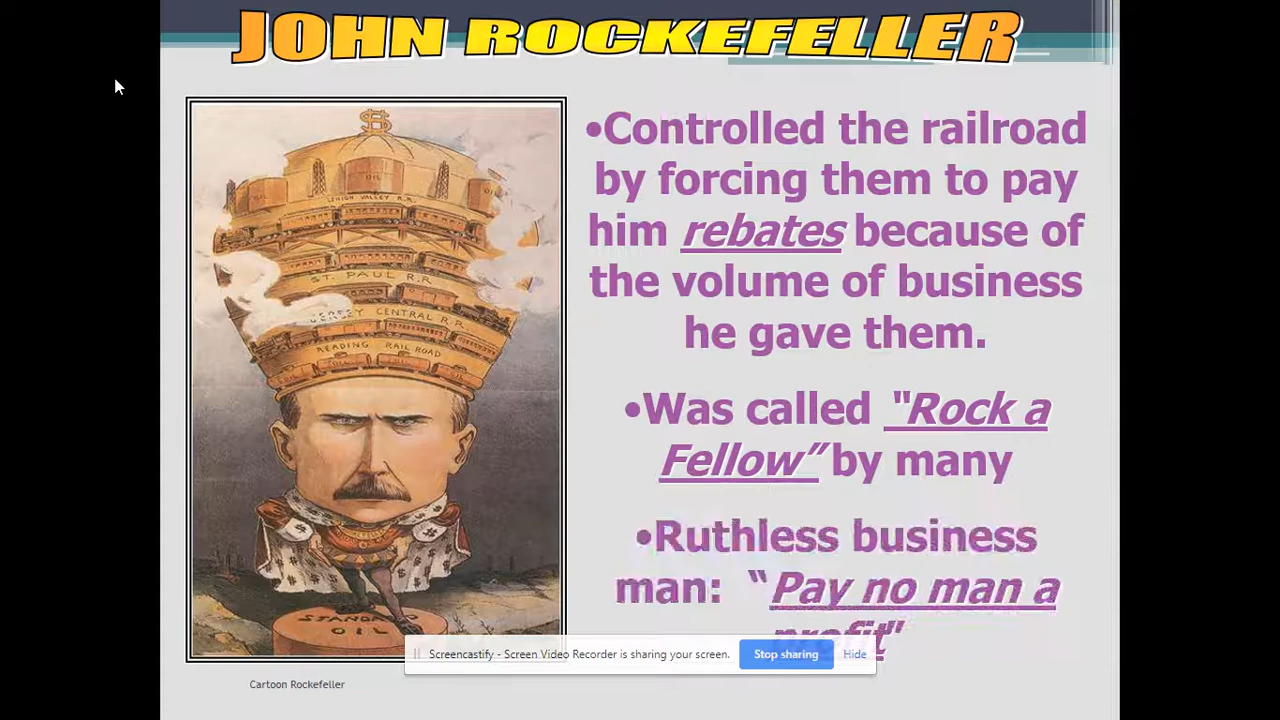 JOHN ROCKEFELLER
•Controlled the railroad
by forcing them to pay
him rebates because of
the volume of business
he gave them.
•Was called “Rock a
Fellow” by many
•Ruthless business
man: “Pay no man a
profit"
$
OIL
ST. PAUL R.R.
JERSEY CENTRAL R.R.
READING RAIL ROAD
STANDARD
OIL
Cartoon Rockefeller
Screencastify - Screen Video Recorder is sharing your screen.
Stop sharing
Hide